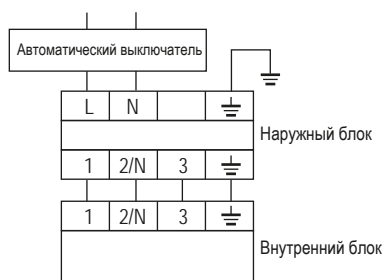 Автоматический выключатель
L N
Наружный блок
1 2/N 3
1 2/N 3
Внутренний блок